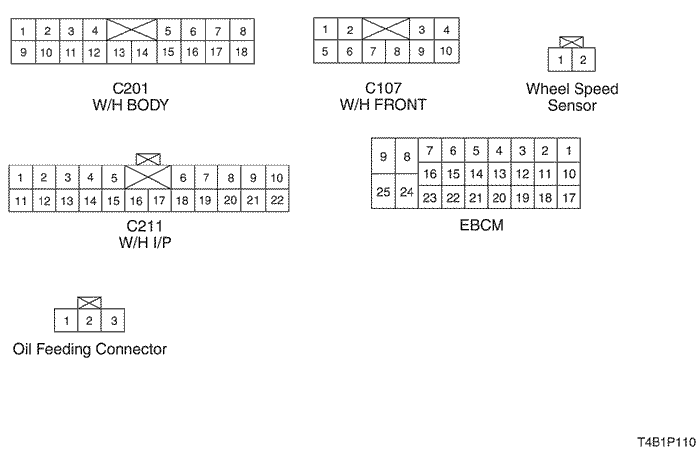 1 2 3 4 5 6 7 8
9 10 11 12 13 14 15 16 17 18
C201
W/H BODY
1 2 3 4
5 6 7 8 9 10
C107
W/H FRONT
1 2
Wheel Speed
Sensor
1 2 3 4 5 6 7 8 9 10
11 12 13 14 15 16 17 18 19 20 21 22
C211
W/H I/P
9 8 7 6 5 4 3 2 1
16 15 14 13 12 11 10
25 24 23 22 21 20 19 18 17
EBCM
1 2 3
Oil Feeding Connector
T4B1P110